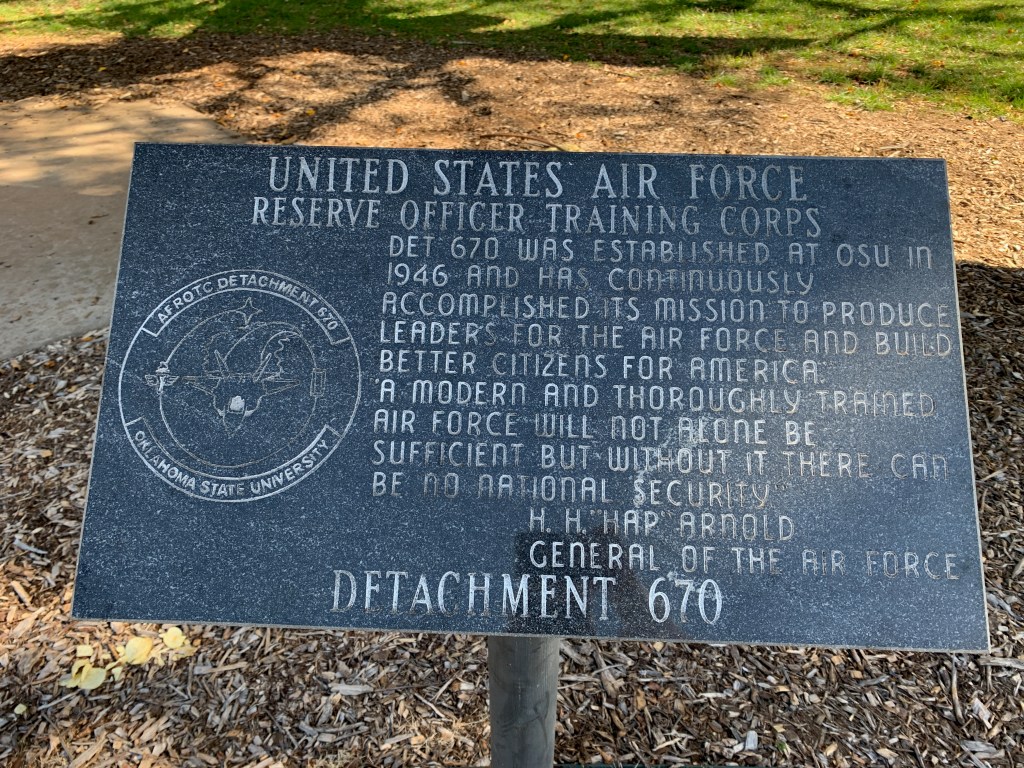 UNITED STATES AIR FORCE
RESERVE OFFICER TRAINING CORPS
DET 670 WAS ESTABLISHED AT OSU IN
1946 AND HAS CONTINUOUSLY
ACCOMPLISHED ITS MISSION TO PRODUCE
LEADERS FOR THE AIR FORCE AND BUILD
BETTER CITIZENS FOR AMERICA.
"A MODERN AND THOROUGHLY TRAINED
AIR FORCE WILL NOT ALONE BE
SUFFICIENT BUT WITHOUT IT THERE CAN
BE NO NATIONAL SECURITY"
H. H. "HAP" ARNOLD
GENERAL OF THE AIR FORCE
AFROTC DETACHMENT 670
OKLAHOMA STATE UNIVERSITY
DETACHMENT 670